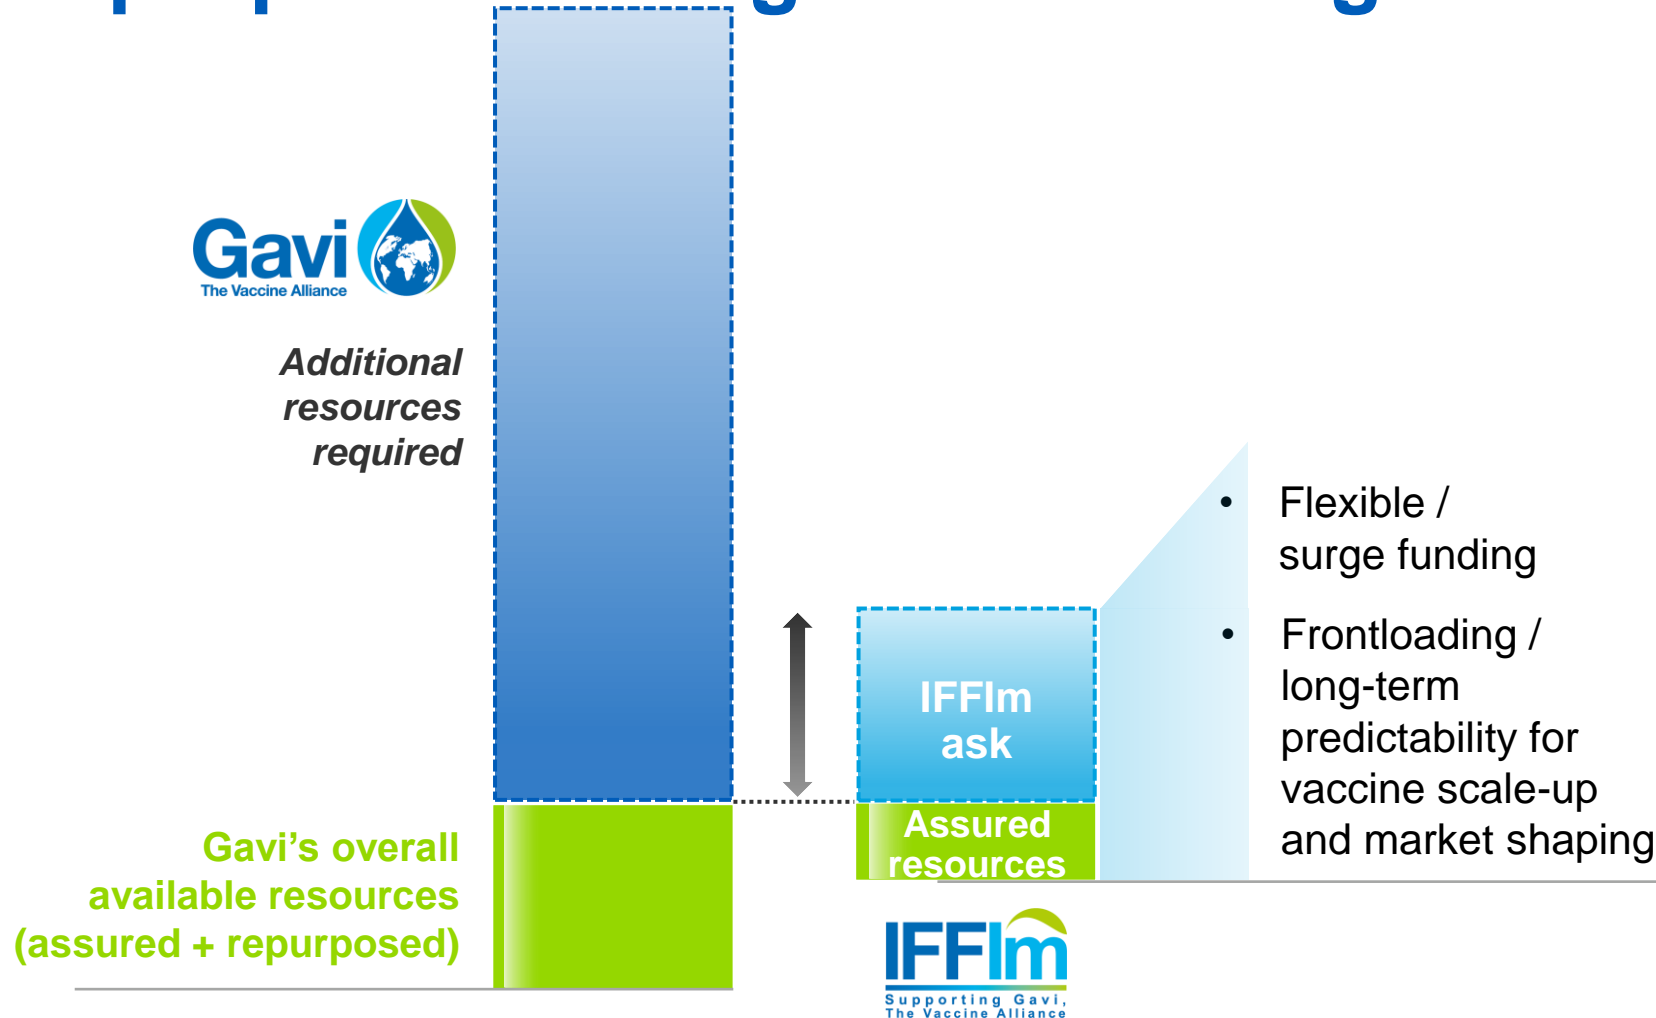 Gavi
The Vaccine Alliance
Additional
resources
required
Gavi’s overall
available resources
(assured + repurposed)
IFFIm
ask
Assured
resources
IFFIm
Supporting Gavi,
The Vaccine Alliance
• Flexible /
surge funding
• Frontloading /
long-term
predictability for
vaccine scale-up
and market shaping